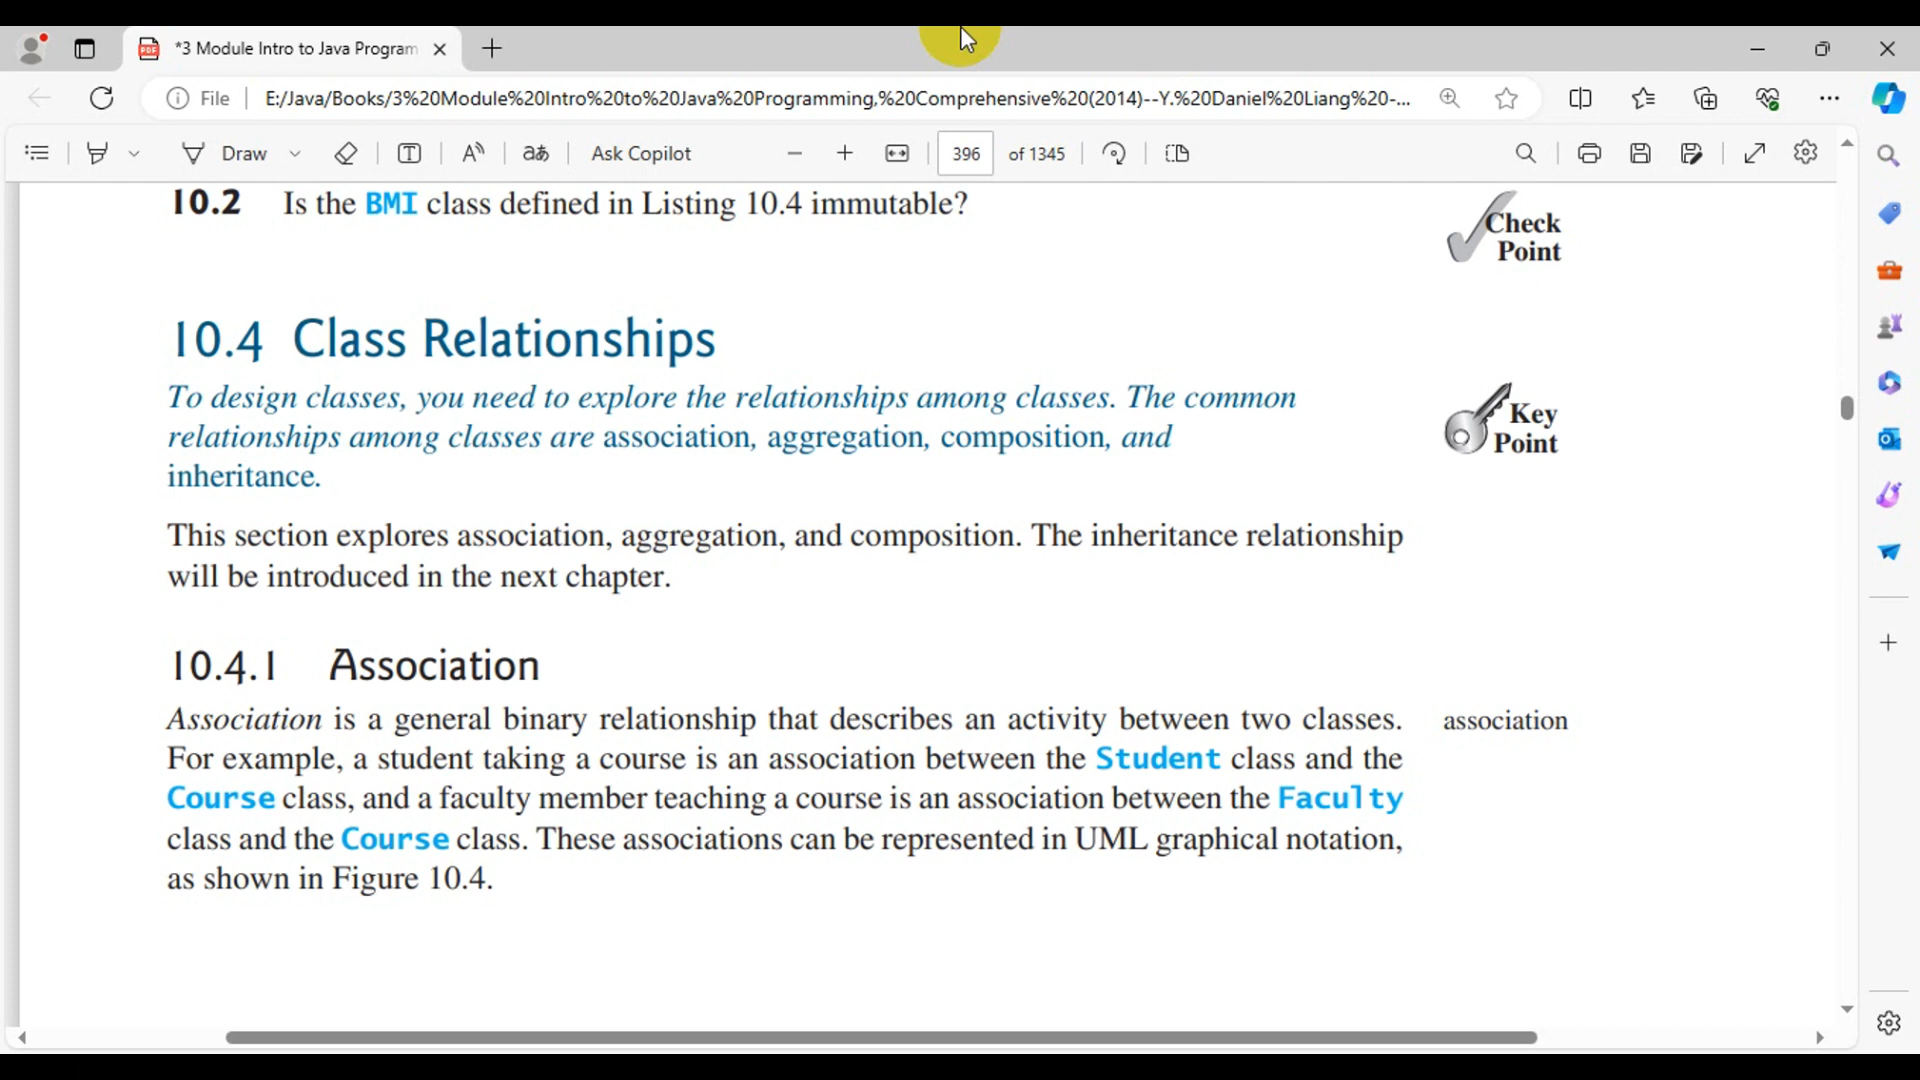 *3 Module Intro to Java Program
File
E:/Java/Books/3%20Module%20Intro%20to%20Java%20Programming,%20Comprehensive%20(2014)--Y.%20Daniel%20Liang%20-...
Draw
Ask Copilot
396 of 1345
10.2 Is the BMI class defined in Listing 10.4 immutable?
Check
Point
10.4 Class Relationships
To design classes, you need to explore the relationships among classes. The common
relationships among classes are association, aggregation, composition, and
inheritance.
Key
Point
This section explores association, aggregation, and composition. The inheritance relationship
will be introduced in the next chapter.
10.4.1 Association
Association is a general binary relationship that describes an activity between two classes.
association
For example, a student taking a course is an association between the Student class and the
Course class, and a faculty member teaching a course is an association between the Faculty
class and the Course class. These associations can be represented in UML graphical notation,
as shown in Figure 10.4.